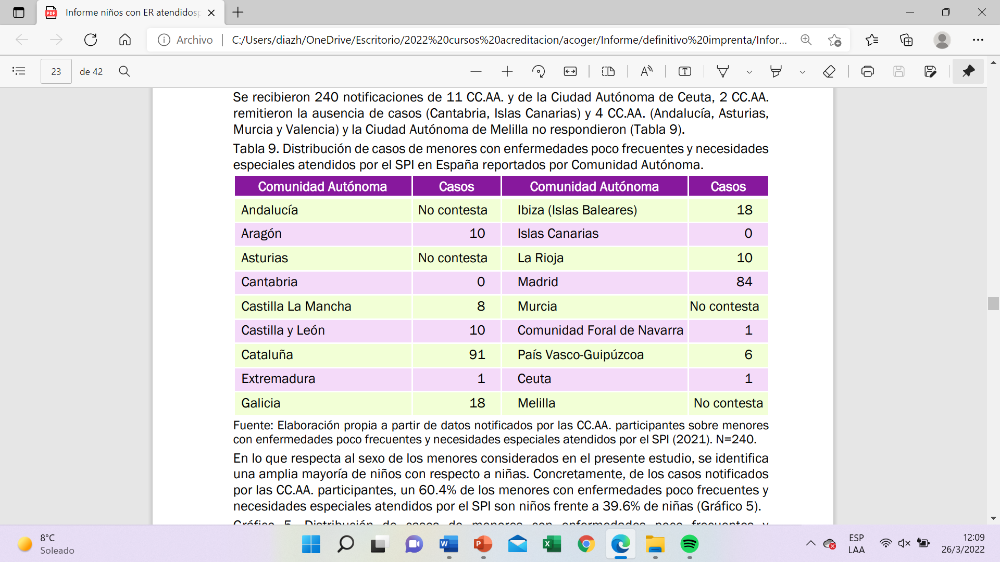 Informe niños con ER atendidosp
Archivo
C:/Users/diazh/OneDrive/Escritorio/2022%20cursos%20acreditacion/acoger/Informe/definitivo%20imprenta/Infor...
23 de 42
Se recibieron 240 notificaciones de 11 CC.AA. y de la Ciudad Autónoma de Ceuta, 2 CC.AA.
remitieron la ausencia de casos (Cantabria, Islas Canarias) y 4 CC.AA. (Andalucía, Asturias,
Murcia y Valencia) y la Ciudad Autónoma de Melilla no respondieron (Tabla 9).
Tabla 9. Distribución de casos de menores con enfermedades poco frecuentes y necesidades
especiales atendidos por el SPI en España reportados por Comunidad Autónoma.
Comunidad Autónoma Casos Comunidad Autónoma Casos
Andalucía No contesta Ibiza (Islas Baleares) 18
Aragón 10 Islas Canarias 0
Asturias No contesta La Rioja 10
Cantabria 0 Madrid 84
Castilla La Mancha 8 Murcia No contesta
Castilla y León 10 Comunidad Foral de Navarra 1
Cataluña 91 País Vasco-Guipúzcoa 6
Extremadura 1 Ceuta 1
Galicia 18 Melilla No contesta
Fuente: Elaboración propia a partir de datos notificados por las CC.AA. participantes sobre menores
con enfermedades poco frecuentes y necesidades especiales atendidos por el SPI (2021). N=240.
En lo que respecta al sexo de los menores considerados en el presente estudio, se identifica
una amplia mayoría de niños con respecto a niñas. Concretamente, de los casos notificados
por las CC.AA. participantes, un 60.4% de los menores con enfermedades poco frecuentes y
necesidades especiales atendidos por el SPI son niños frente a 39.6% de niñas (Gráfico 5).
Gráfico 5. Distribución de casos de menores con enfermedades poco frecuentes y
8°C
Soleado
ESP
LAA
12:09
26/3/2022